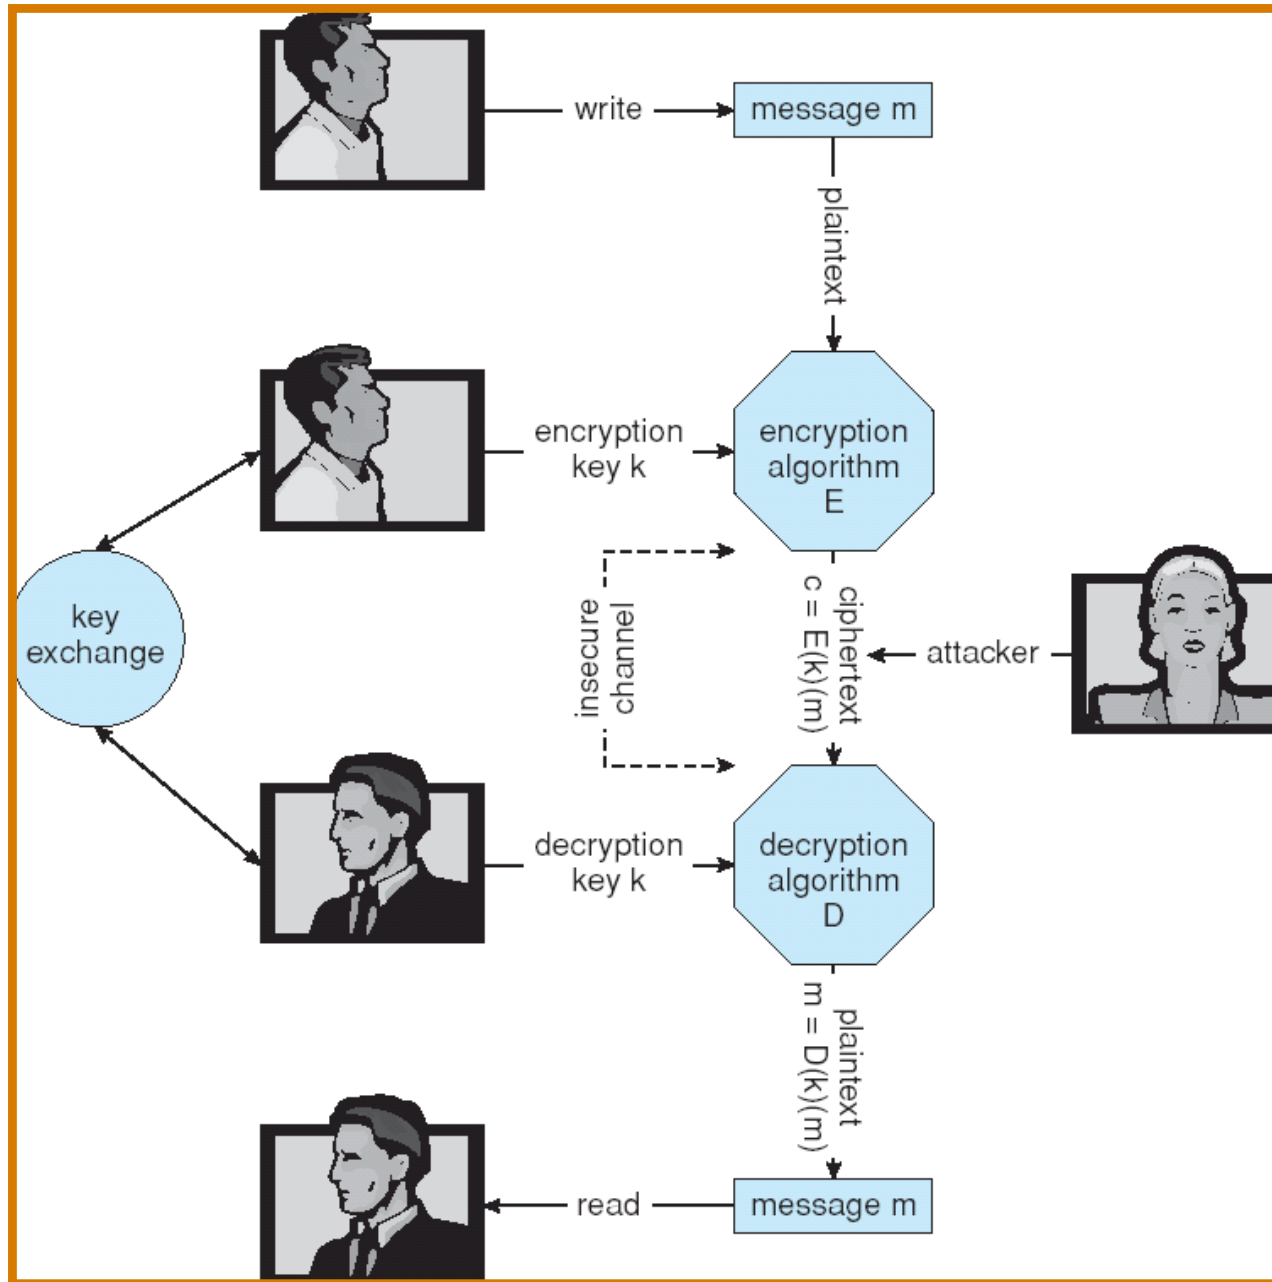 write
message m
plaintext
encryption
key k
encryption
algorithm
E
key
exchange
insecure
channel
ciphertext
c = E(k)(m)
attacker
decryption
key k
decryption
algorithm
D
plaintext
m = D(k)(m)
read
message m